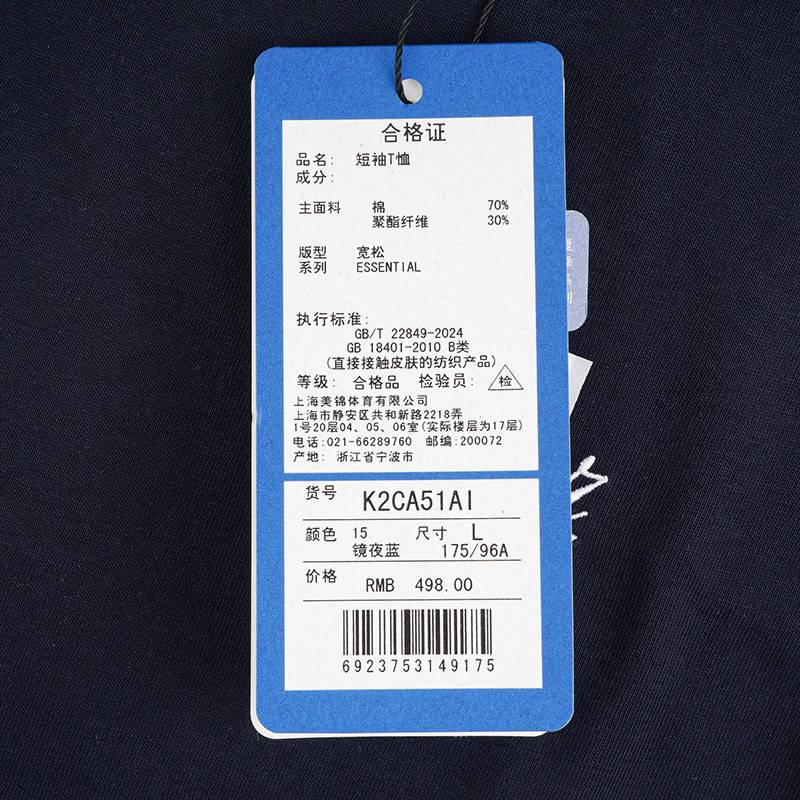 合格证
品名: 短袖T恤
成分:
主面料 棉 70%
聚酯纤维 30%
版型 宽松
系列 ESSENTIAL
执行标准:
GB/T 22849-2024
GB 18401-2010 B类
(直接接触皮肤的纺织产品)
等级: 合格品 检验员: 检
上海美锦体育有限公司
上海市静安区共和新路2218弄
1号20层04、05、06室(实际楼层为17层)
电话:021-66289760 邮编:200072
产地: 浙江省宁波市
货号 K2CA51AI
颜色 15 尺寸 L
镜夜蓝 175/96A
价格 RMB 498.00
6923753149175